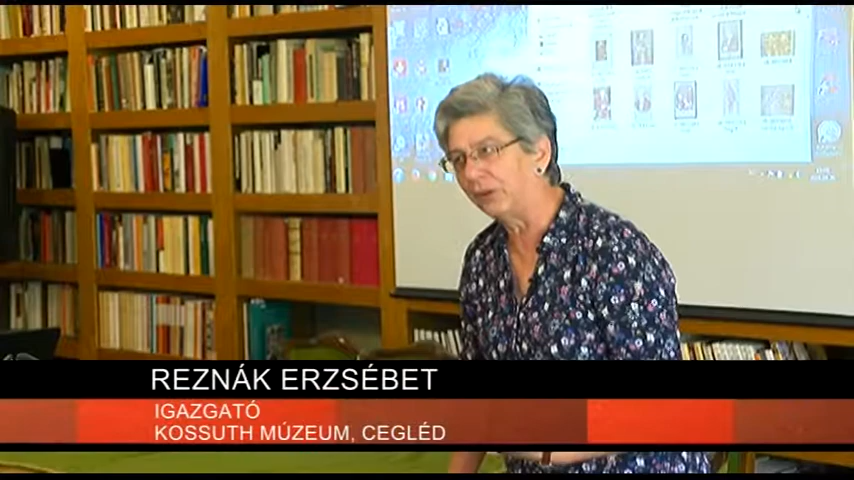 REZNÁK ERZSÉBET
IGAZGATÓ
KOSSUTH MÚZEUM, CEGLÉD